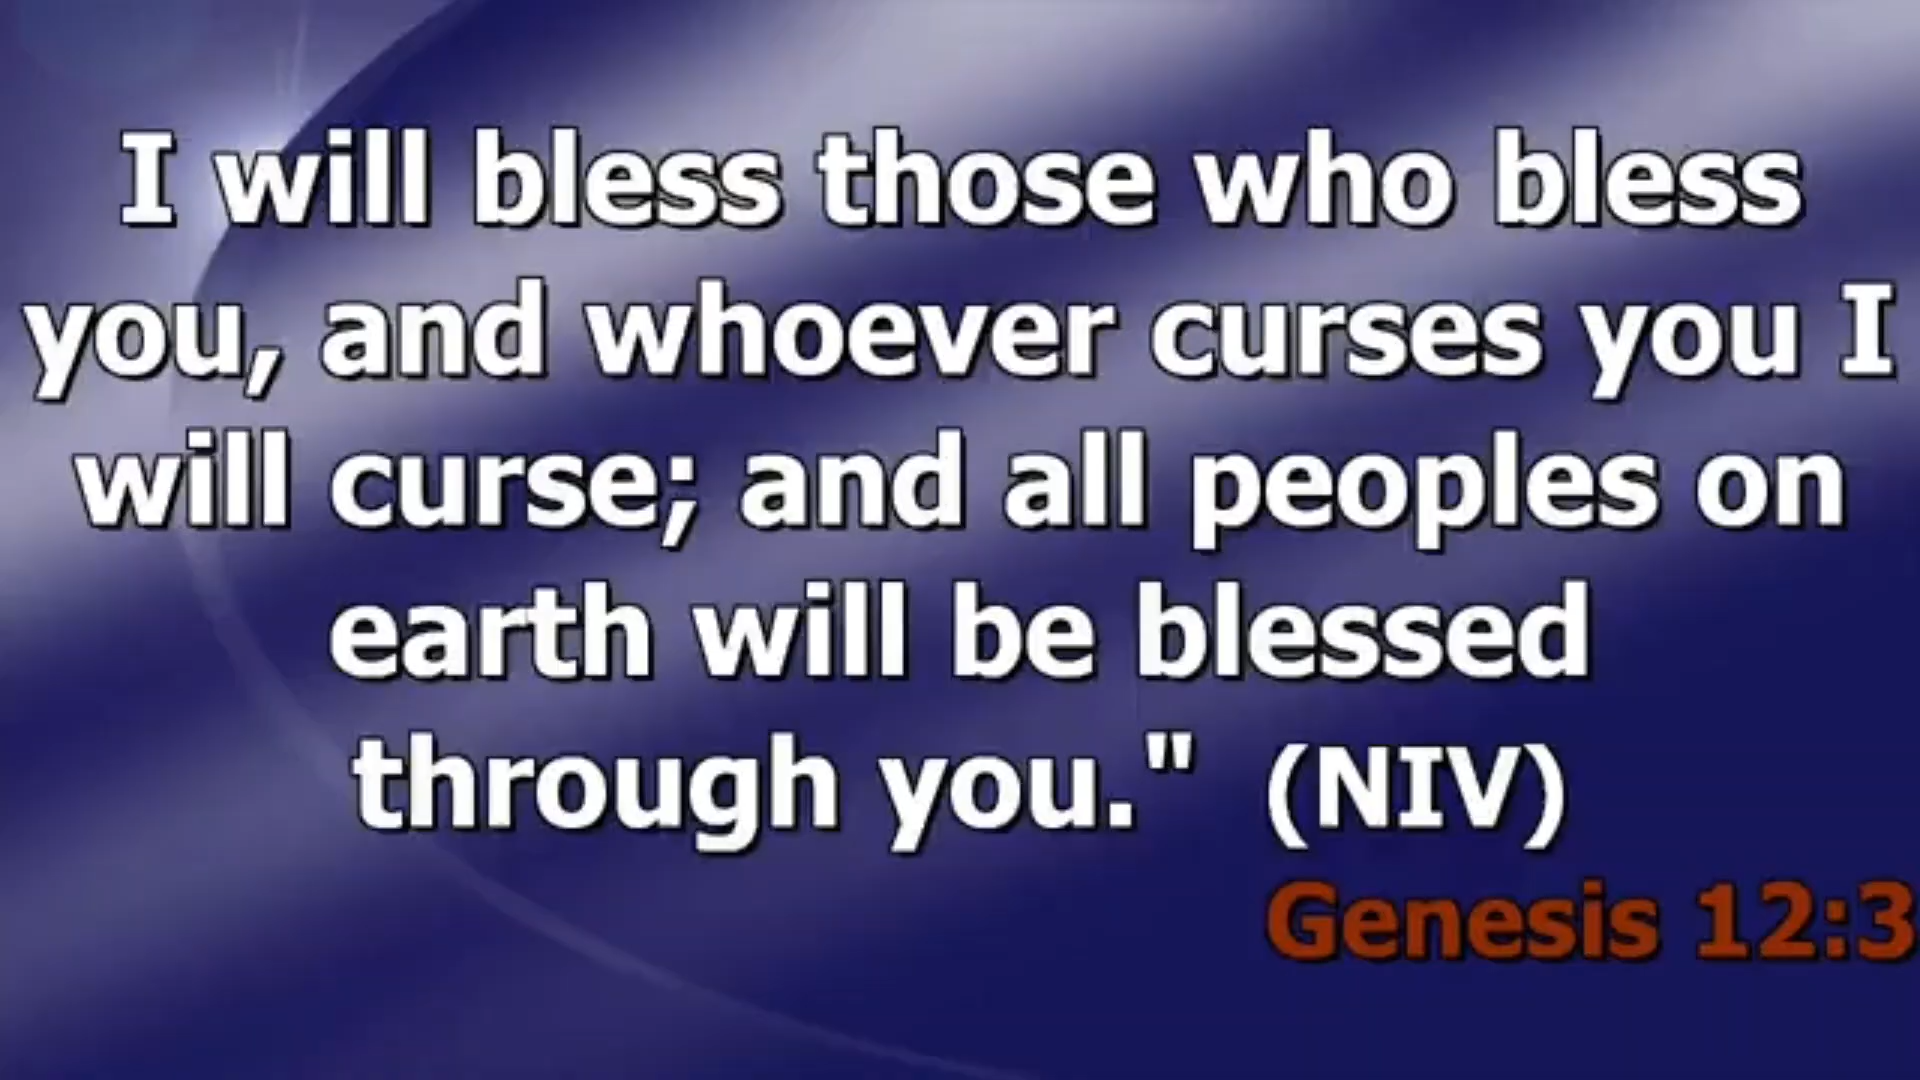 I will bless those who bless
you, and whoever curses you I
will curse; and all peoples on
earth will be blessed
through you." (NIV)
Genesis 12:3